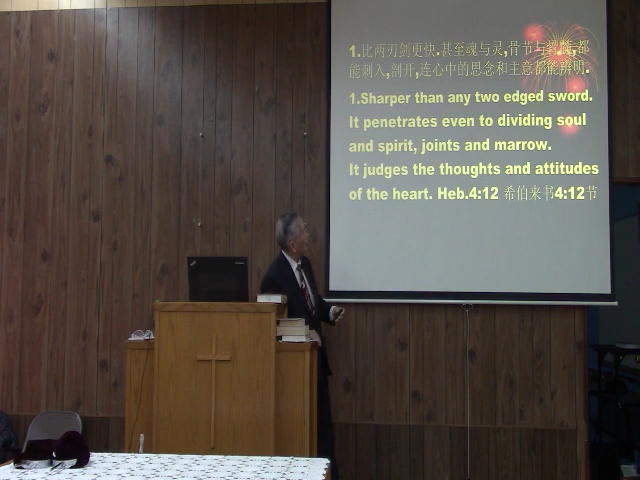 1.比两刃剑更快.甚至魂与灵,骨节与骨髓,都
能刺入,剖开,连心中的思念和主意都能辨明.
1.Sharper than any two edged sword.
It penetrates even to dividing soul
and spirit, joints and marrow.
It judges the thoughts and attitudes
of the heart. Heb.4:12 希伯来书4:12节